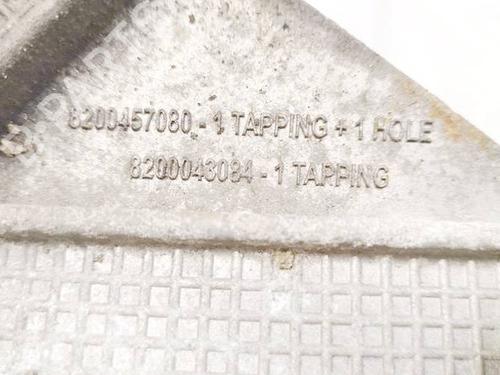 8200457080 - 1 TAPPING + 1 HOLE
8200043084 - 1 TAPPING